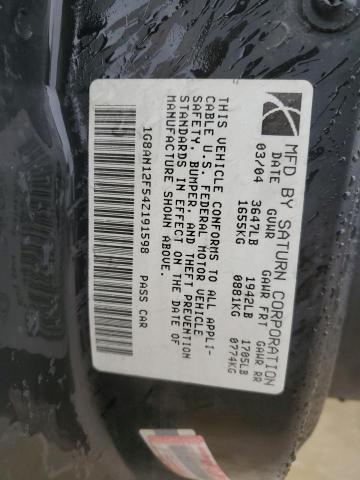 MFD BY SATURN CORPORATION
DATE GVWR GAWR FRT GAWR RR
03/04 3647LB 1942LB 1705LB
1655KG 0881KG 0774KG
THIS VEHICLE CONFORMS TO ALL APPLI-
CABLE U.S. FEDERAL MOTOR VEHICLE
SAFETY, BUMPER, AND THEFT PREVENTION
STANDARDS IN EFFECT ON THE DATE OF
MANUFACTURE SHOWN ABOVE.
1G8AN12F54Z191598 PASS CAR